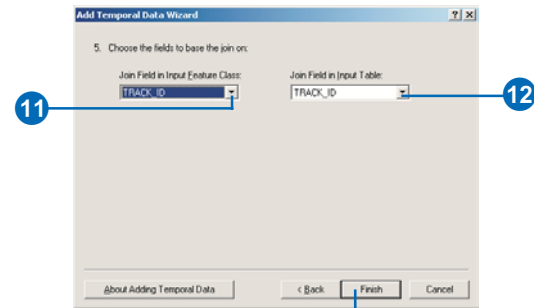 Add Temporal Data Wizard
5. Choose the fields to base the join on:
Join Field in Input Feature Class: Join Field in Input Table:
TRACK_ID TRACK_ID
11 12
About Adding Temporal Data < Back Finish Cancel